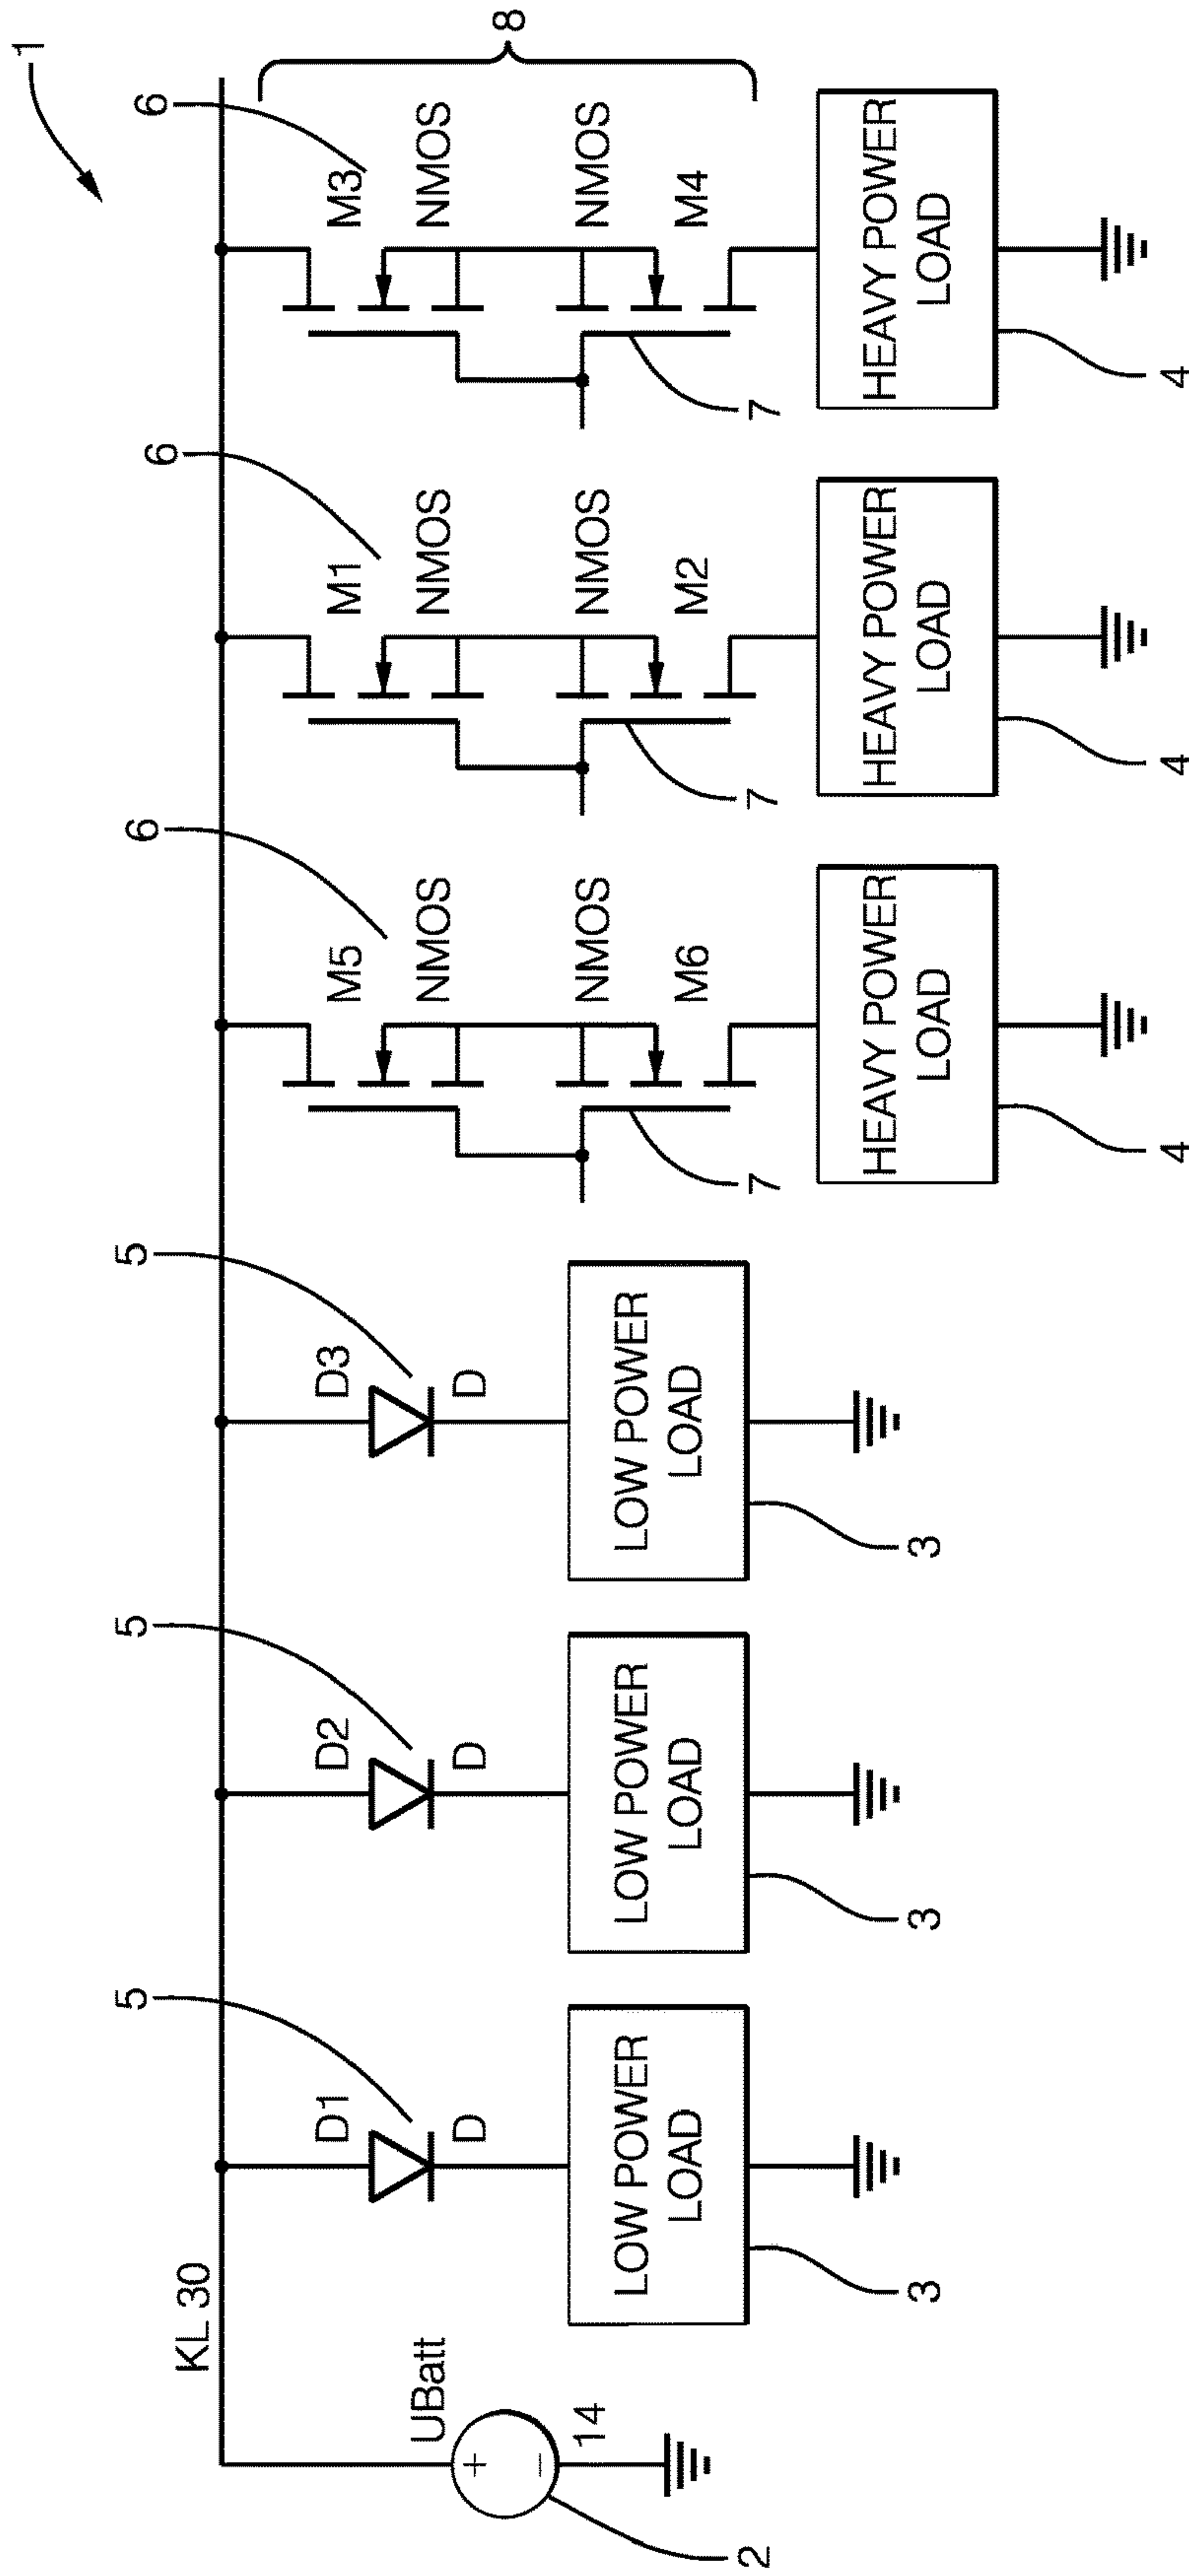 1
8
6
6
6
5
5
5
KL 30
UBatt
14
2
D1
D
LOW POWER
LOAD
3
D2
D
LOW POWER
LOAD
3
D3
D
LOW POWER
LOAD
3
M5
NMOS
NMOS
M6
7
HEAVY POWER
LOAD
4
M1
NMOS
NMOS
M2
7
HEAVY POWER
LOAD
4
M3
NMOS
NMOS
M4
7
HEAVY POWER
LOAD
4